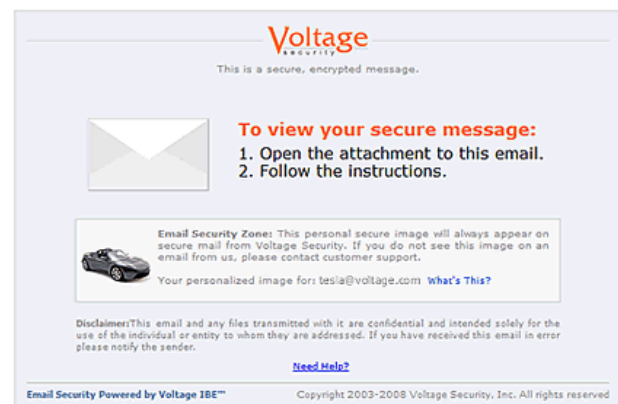 Voltage
security
This is a secure, encrypted message.
To view your secure message:
1. Open the attachment to this email.
2. Follow the instructions.
Email Security Zone: This personal secure image will always appear on
secure mail from Voltage Security. If you do not see this image on an
email from us, please contact customer support.
Your personalized image for: tesla@voltage.com What's This?
Disclaimer:This email and any files transmitted with it are confidential and intended solely for the
use of the individual or entity to whom they are addressed. If you have received this email in error
please notify the sender.
Need Help?
Email Security Powered by Voltage IBE™
Copyright 2003-2008 Voltage Security, Inc. All rights reserved